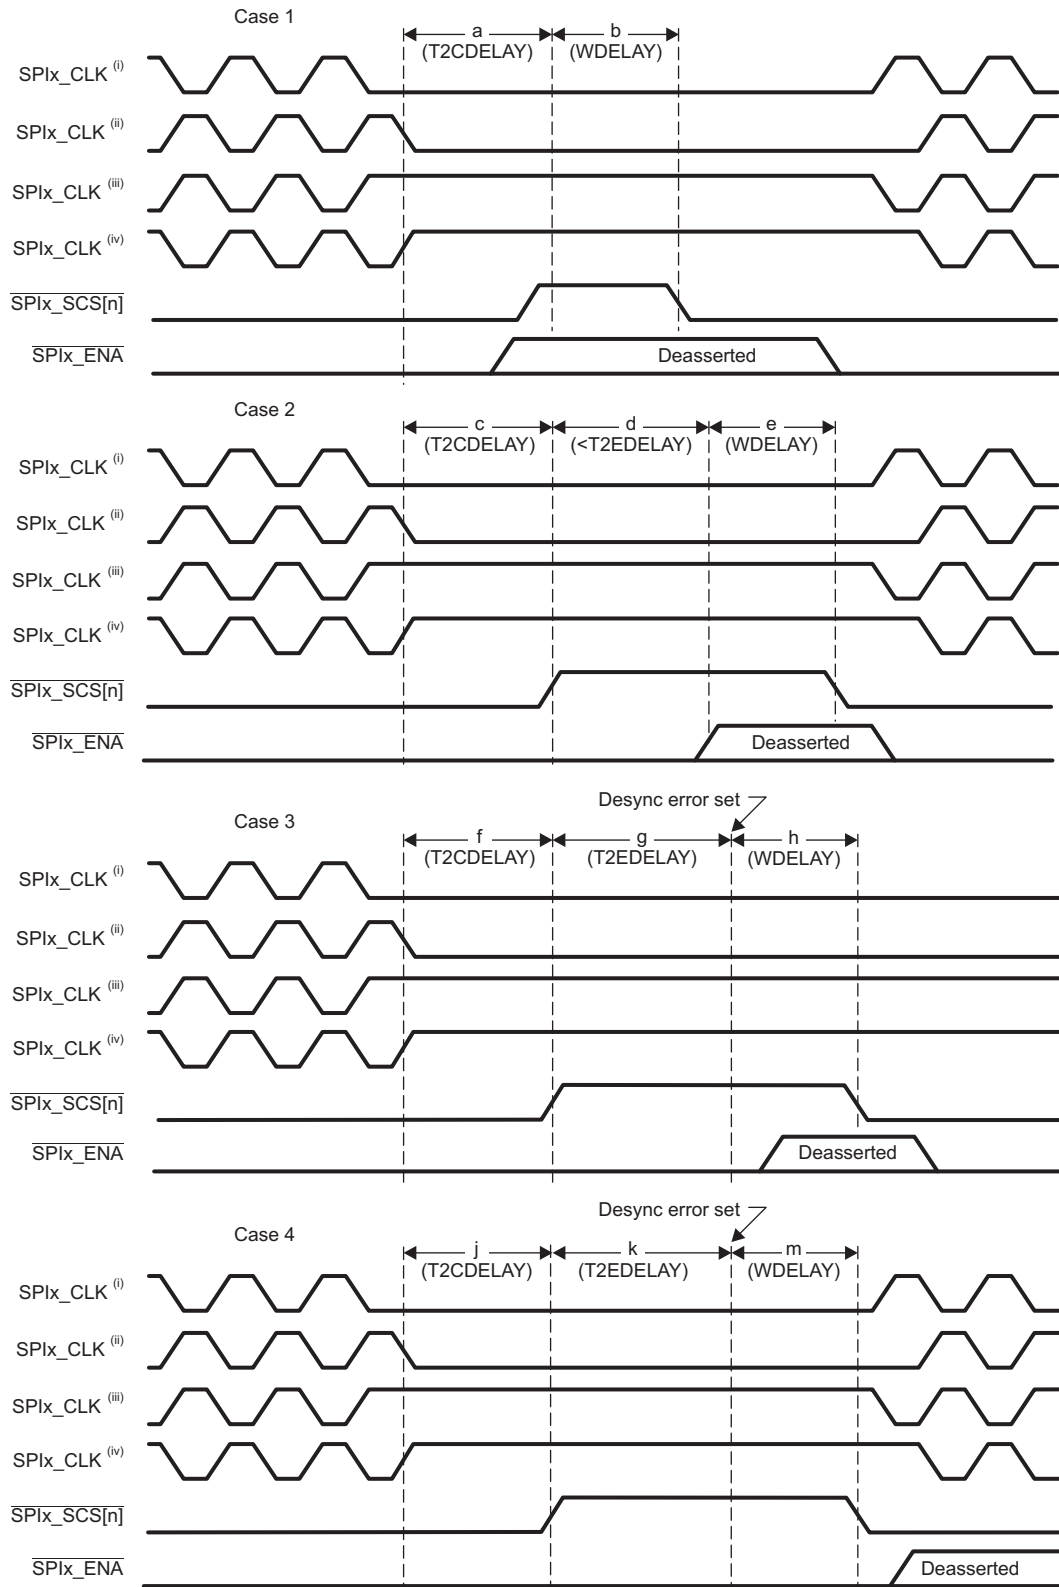 Case 1
a
(T2CDELAY)
b
(WDELAY)
SPIx_CLK (i)
SPIx_CLK (ii)
SPIx_CLK (iii)
SPIx_CLK (iv)
SPIx_SCS[n]
SPIx_ENA
Deasserted
Case 2
c
(T2CDELAY)
d
(<T2EDELAY)
e
(WDELAY)
SPIx_CLK (i)
SPIx_CLK (ii)
SPIx_CLK (iii)
SPIx_CLK (iv)
SPIx_SCS[n]
SPIx_ENA
Deasserted
Desync error set
Case 3
f
(T2CDELAY)
g
(T2EDELAY)
h
(WDELAY)
SPIx_CLK (i)
SPIx_CLK (ii)
SPIx_CLK (iii)
SPIx_CLK (iv)
SPIx_SCS[n]
SPIx_ENA
Deasserted
Desync error set
Case 4
j
(T2CDELAY)
k
(T2EDELAY)
m
(WDELAY)
SPIx_CLK (i)
SPIx_CLK (ii)
SPIx_CLK (iii)
SPIx_CLK (iv)
SPIx_SCS[n]
SPIx_ENA
Deasserted